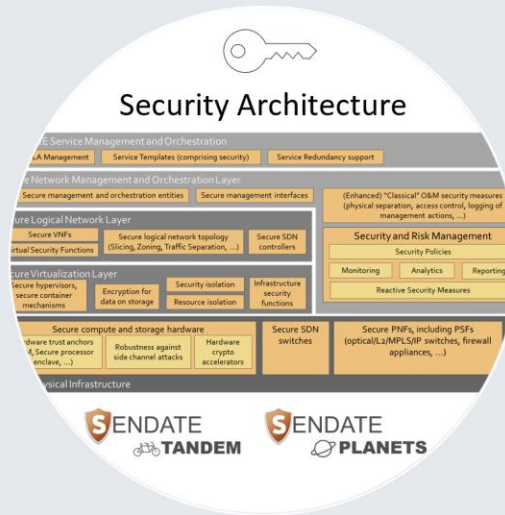 Security Architecture
E Service Management and Orchestration
LA Management
Service Templates (comprising security)
Service Redundancy support
e Network Management and Orchestration Layer
Secure management and orchestration entities
Secure management interfaces
(Enhanced) "Classical" O&M security measures
(physical separation, access control, logging of
management actions, ...)
ecure Logical Network Layer
Secure VNFs
Virtual Security Functions
Secure logical network topology
(Slicing, Zoning, Traffic Separation, ...)
Secure SDN
controllers
Security and Risk Management
Security Policies
Monitoring
Analytics
Reporting
Reactive Security Measures
ecure Virtualization Layer
Secure hypervisors,
secure container
mechanisms
Encryption for
data on storage
Security isolation
Resource isolation
Infrastructure
security
functions
Secure compute and storage hardware
ardware trust anchors
M, Secure processor
enclave, ...)
Robustness against
side channel attacks
Hardware
crypto
accelerators
Secure SDN
switches
Secure PNFs, including PSFs
(optical/L2/MPLS/IP switches, firewall
appliances, ...)
ysical Infrastructure
SENDATE
TANDEM
SENDATE
PLANETS